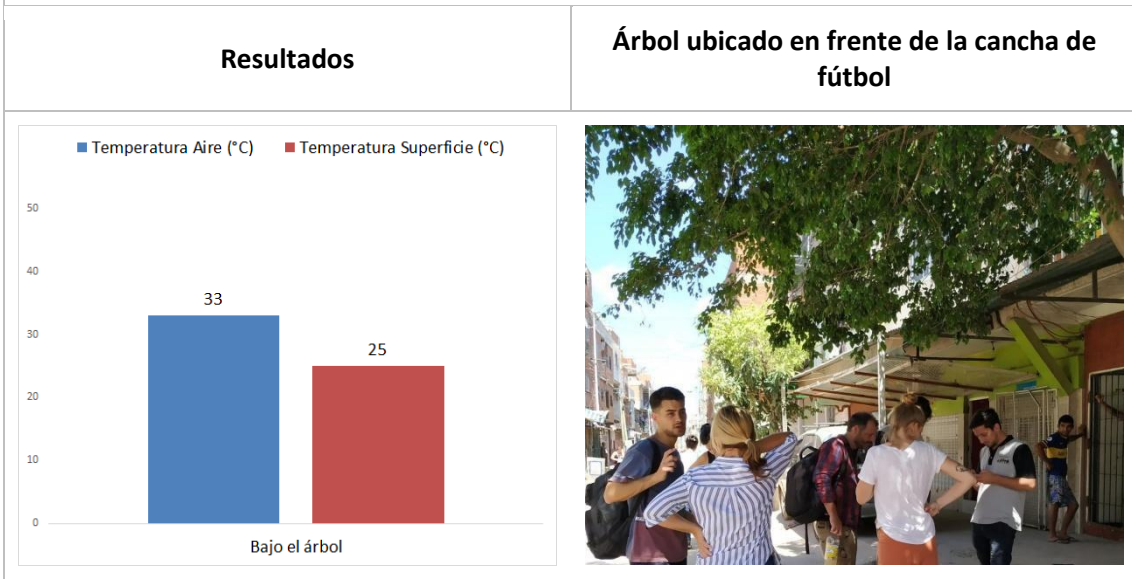 Resultados
Árbol ubicado en frente de la cancha de
fútbol
Temperatura Aire (°C) Temperatura Superficie (°C)
50
40
30
20
10
0
33
25
Bajo el árbol